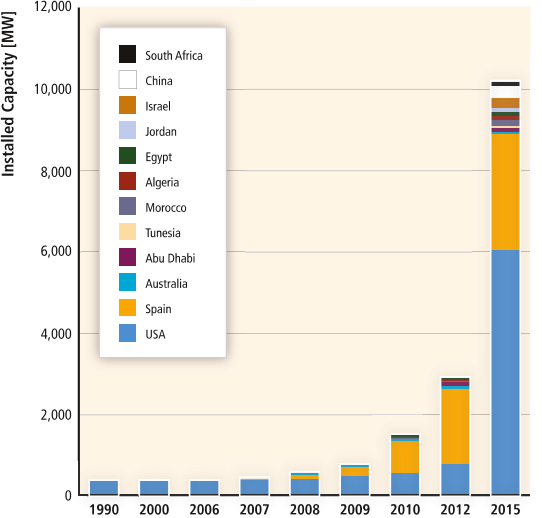 Installed Capacity [MW]
12,000
10,000
8,000
6,000
4,000
2,000
0
South Africa
China
Israel
Jordan
Egypt
Algeria
Morocco
Tunesia
Abu Dhabi
Australia
Spain
USA
1990 2000 2006 2007 2008 2009 2010 2012 2015